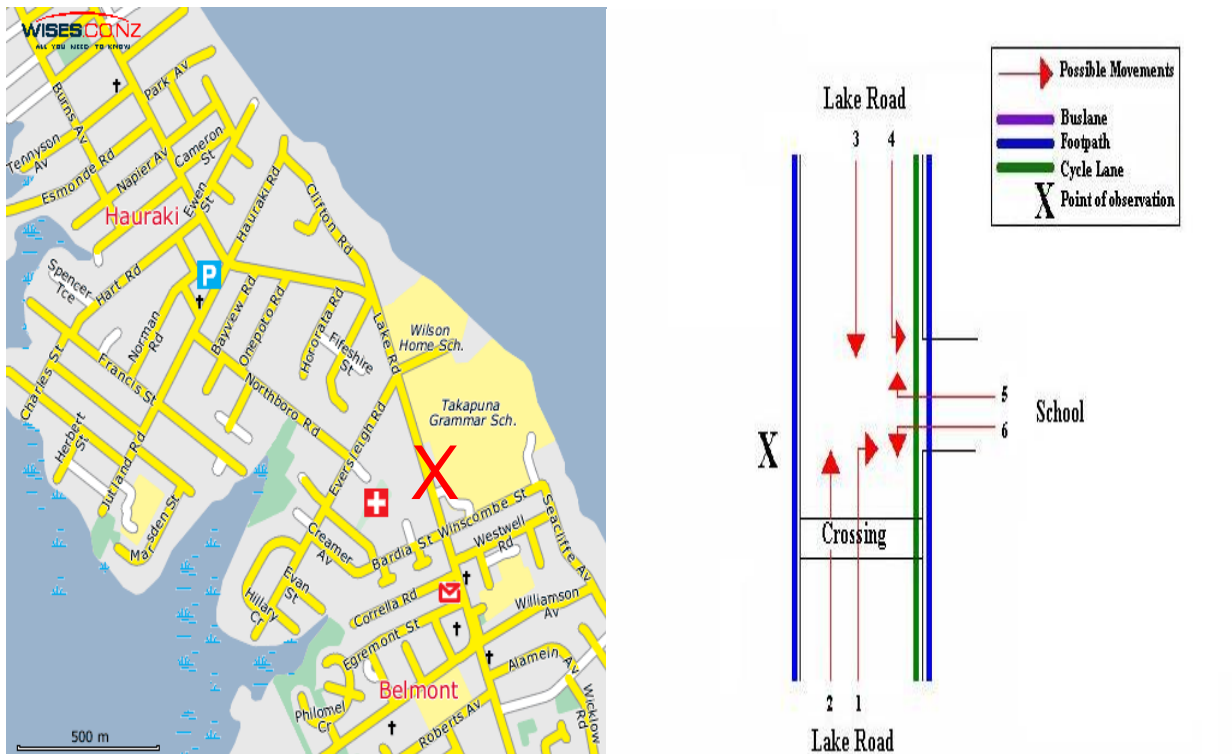 WISES.CO.NZ
ALL YOU NEED TO KNOW
Burns Av
Park Av
Tennyson
Av
Esmonde Rd
Napier Av
Cameron
St
Ewen
St
Hauraki
Hauraki Rd
Clifton Rd
Spencer
Tce
Hart Rd
P
Norman
Rd
Bayview Rd
Onepoto Rd
Hororata Rd
Fifeshire
St
Lake Rd
Wilson
Home Sch.
Charles St
Francis St
Northboro Rd
Takapuna
Grammar Sch.
Herbert
St
Jutland Rd
Eversleigh Rd
X
Marsden St
Creamer
Av
Bardia St
Winscombe St
Westwell
Rd
Seacliffe Av
Evan
St
Hillary
Cr
Corrella Rd
Williamson
Av
Egremont St
Alamein Av
Belmont
Philomel
Cr
Roberts Av
Wicklow
Rd
500 m
Lake Road
3 4
5
School
6
X
Crossing
2 1
Lake Road
Possible Movements
Buslane
Footpath
Cycle Lane
X Point of observation